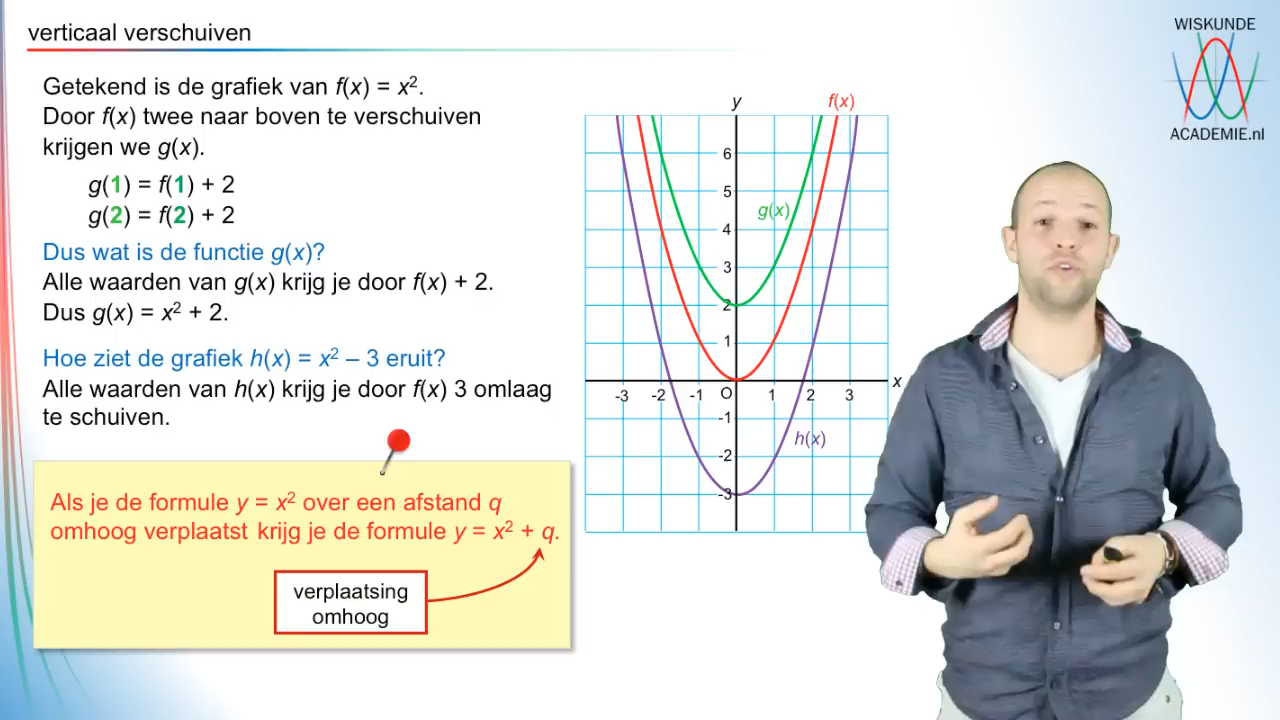 verticaal verschuiven
WISKUNDE
ACADEMIE.nl
Getekend is de grafiek van f(x) = x².
Door f(x) twee naar boven te verschuiven
krijgen we g(x).
g(1) = f(1) + 2
g(2) = f(2) + 2
Dus wat is de functie g(x)?
Alle waarden van g(x) krijg je door f(x) + 2.
Dus g(x) = x² + 2.
Hoe ziet de grafiek h(x) = x² – 3 eruit?
Alle waarden van h(x) krijg je door f(x) 3 omlaag
te schuiven.
Als je de formule y = x² over een afstand q
omhoog verplaatst krijg je de formule y = x² + q.
verplaatsing
omhoog
y
f(x)
6
5
g(x)
4
3
2
1
x
-3 -2 -1 O 1 2 3
-1
h(x)
-2
-3